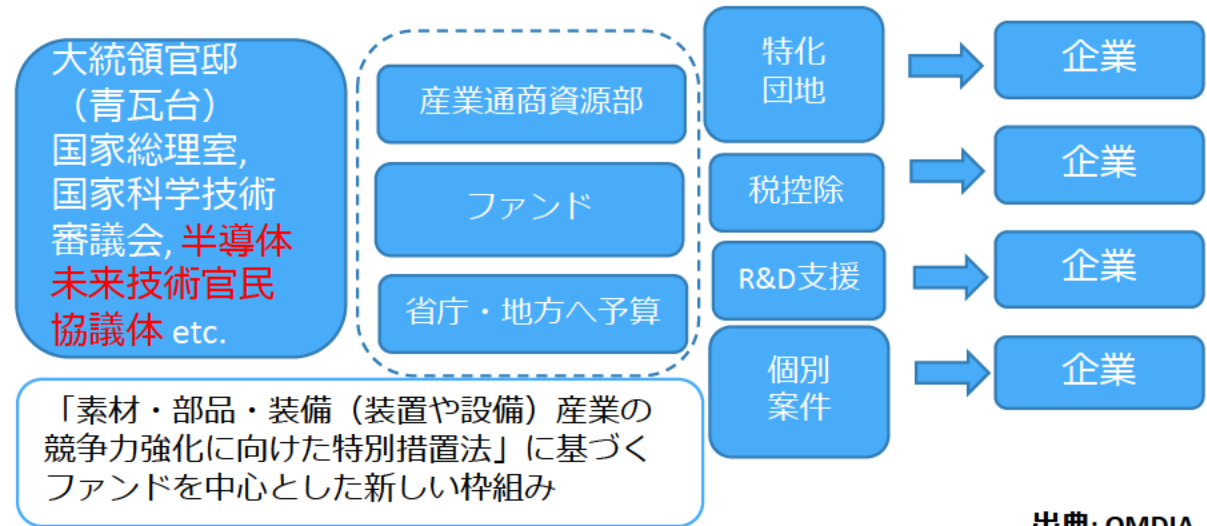 大統領官邸
（青瓦台）
国家総理室,
国家科学技術
審議会, 半導体
未来技術官民
協議体 etc.
産業通商資源部
ファンド
省庁・地方へ予算
特化
団地
税控除
R&D支援
個別
案件
企業
企業
企業
企業
「素材・部品・装備（装置や設備）産業の
競争力強化に向けた特別措置法」に基づく
ファンドを中心とした新しい枠組み
出典: OMDIA